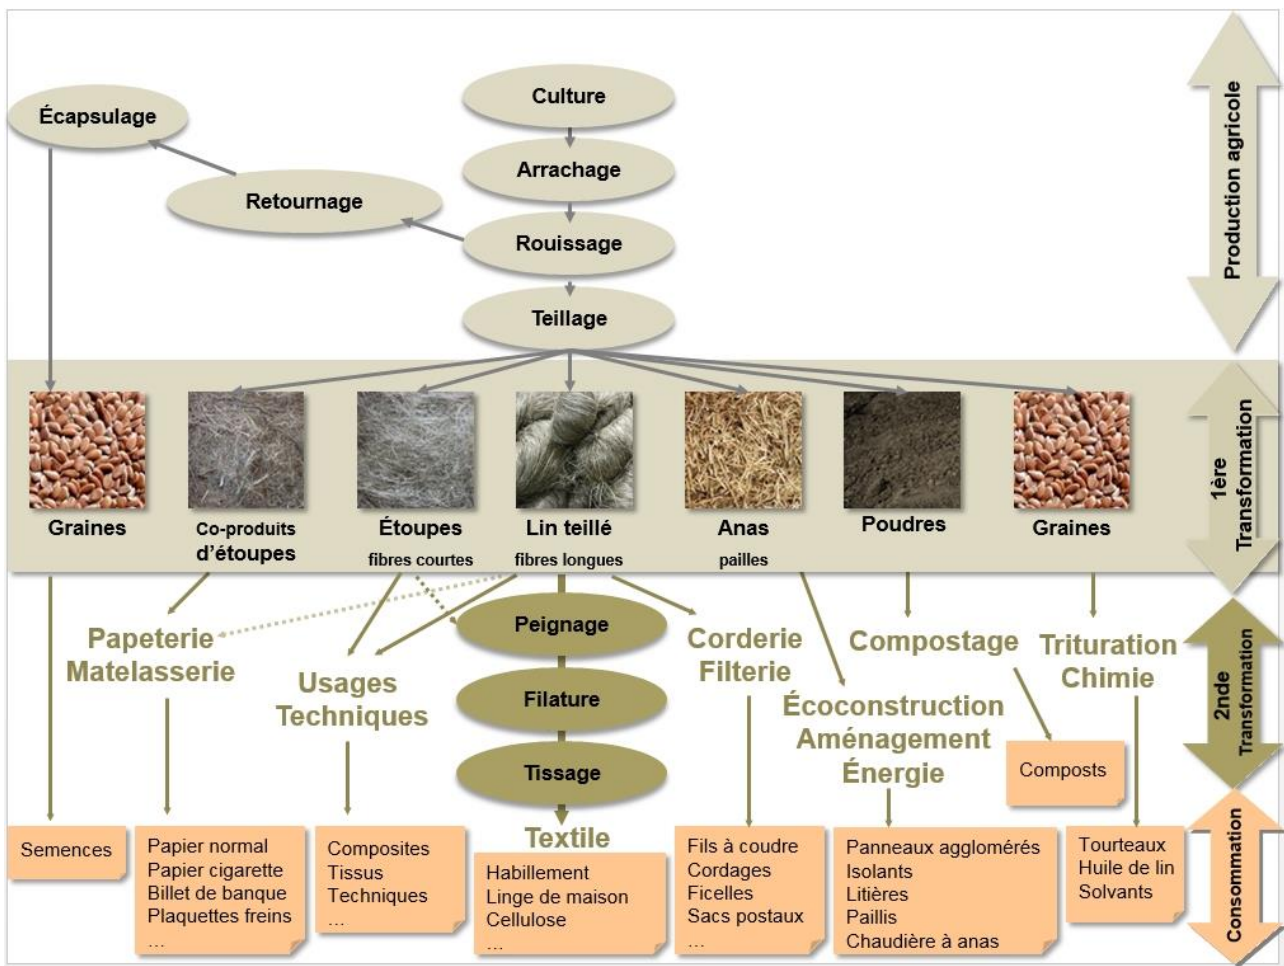 Culture
Écapsulage
Arrachage
Retournage
Rouissage
Teillage
Production agricole
Graines
Co-produits
d'étoupes
Étoupes
fibres courtes
Lin teillé
fibres longues
Anas
pailles
Poudres
Graines
1ère
Transformation
Papeterie
Matelasserie
Usages
Techniques
Peignage
Filature
Tissage
Textile
Corderie
Filterie
Compostage
Écoconstruction
Aménagement
Énergie
Trituration
Chimie
2nde
Transformation
Composts
Semences
Papier normal
Papier cigarette
Billet de banque
Plaquettes freins
...
Composites
Tissus
Techniques
...
Habillement
Linge de maison
Cellulose
...
Fils à coudre
Cordages
Ficelles
Sacs postaux
...
Panneaux agglomérés
Isolants
Litières
Paillis
Chaudière à anas
Tourteaux
Huile de lin
Solvants
Consommation